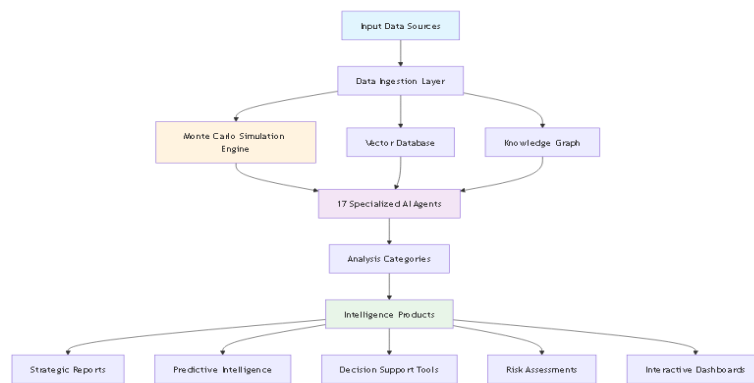 Input Data Sources
Data Ingestion Layer
Monte Carlo Simulation
Engine
Vector Database
Knowledge Graph
17 Specialized AI Agents
Analysis Categories
Intelligence Products
Strategic Reports
Predictive Intelligence
Decision Support Tools
Risk Assessments
Interactive Dashboards